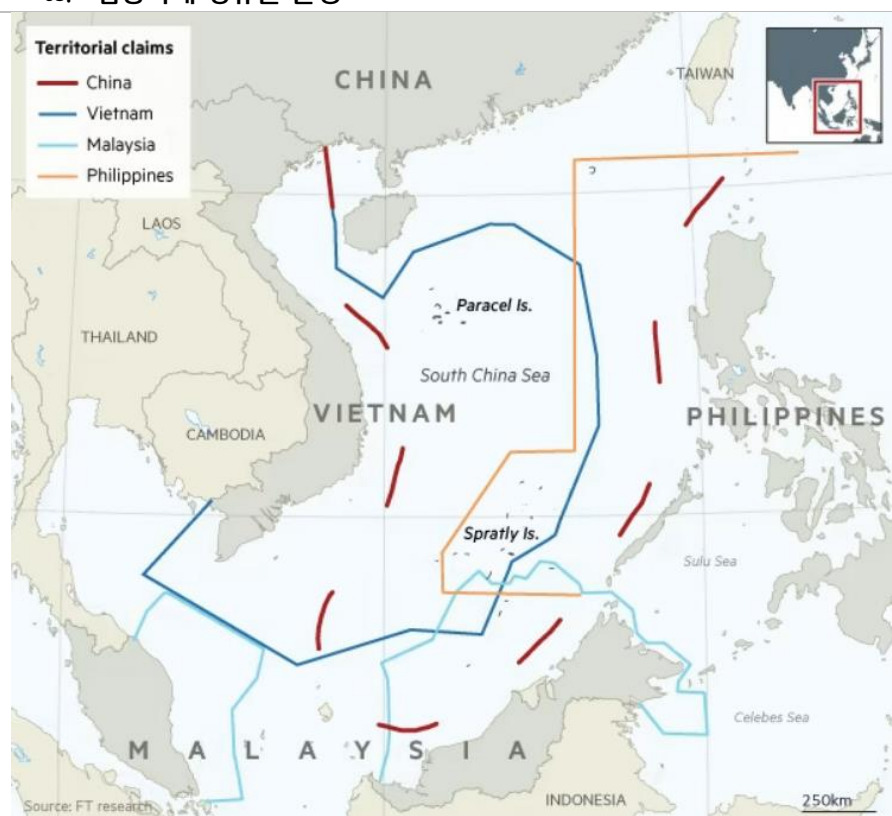 Territorial claims
China
Vietnam
Malaysia
Philippines
CHINA
TAIWAN
LAOS
Paracel Is.
THAILAND
South China Sea
VIETNAM
PHILIPPINES
CAMBODIA
Spratly Is.
Sulu Sea
Celebes Sea
MALAYSIA
INDONESIA
250km
Source: FT research